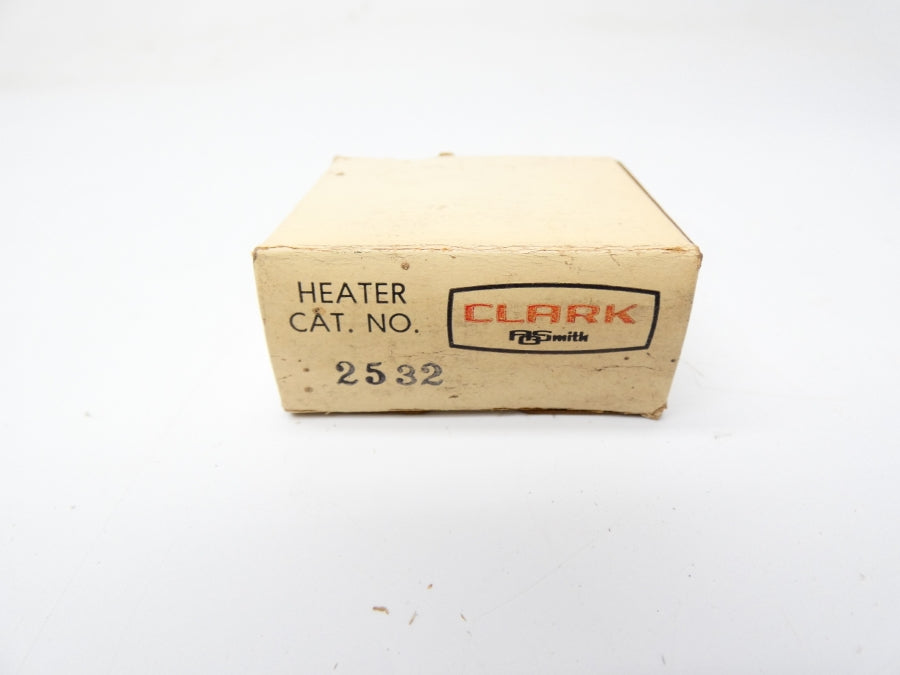 HEATER
CAT. NO.
2532
CLARK
AOSmith